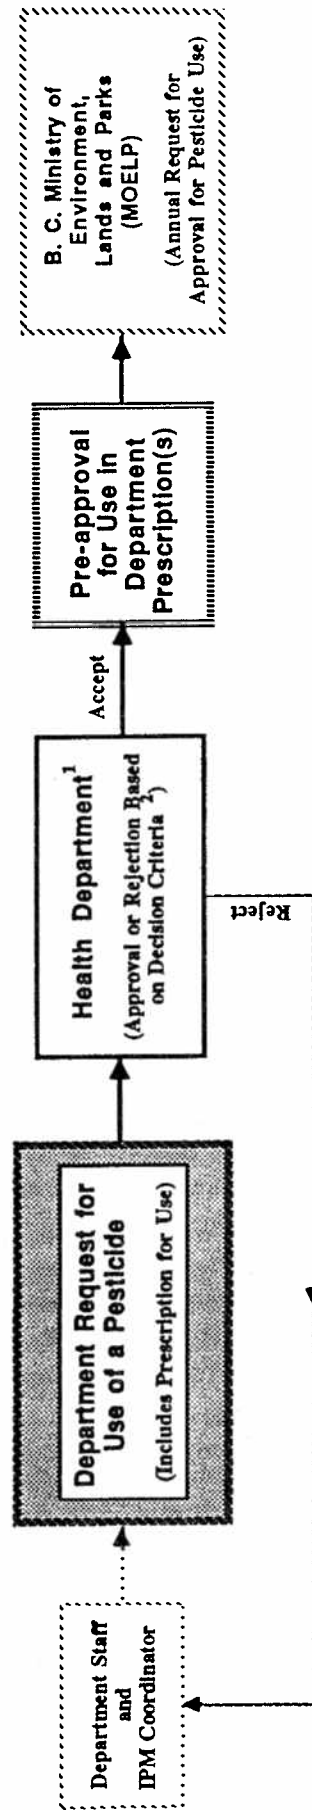 Department Staff
and
IPM Coordinator
Department Request for
Use of a Pesticide
(Includes Prescription for Use)
Health Department¹
(Approval or Rejection Based
on Decision Criteria ²)
Accept
Reject
Pre-approval
for Use in
Department
Prescription(s)
B. C. Ministry of
Environment,
Lands and Parks
(MOELP)
(Annual Request for
Approval for Pesticide Use)